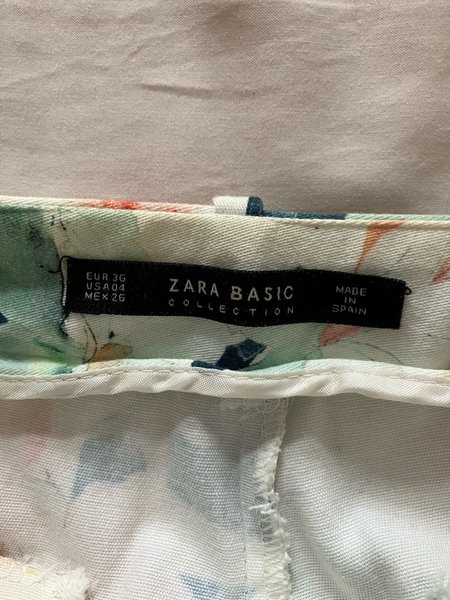 EUR 36
USA 04
MEX 26
ZARA BASIC
COLLECTION
MADE
IN
SPAIN